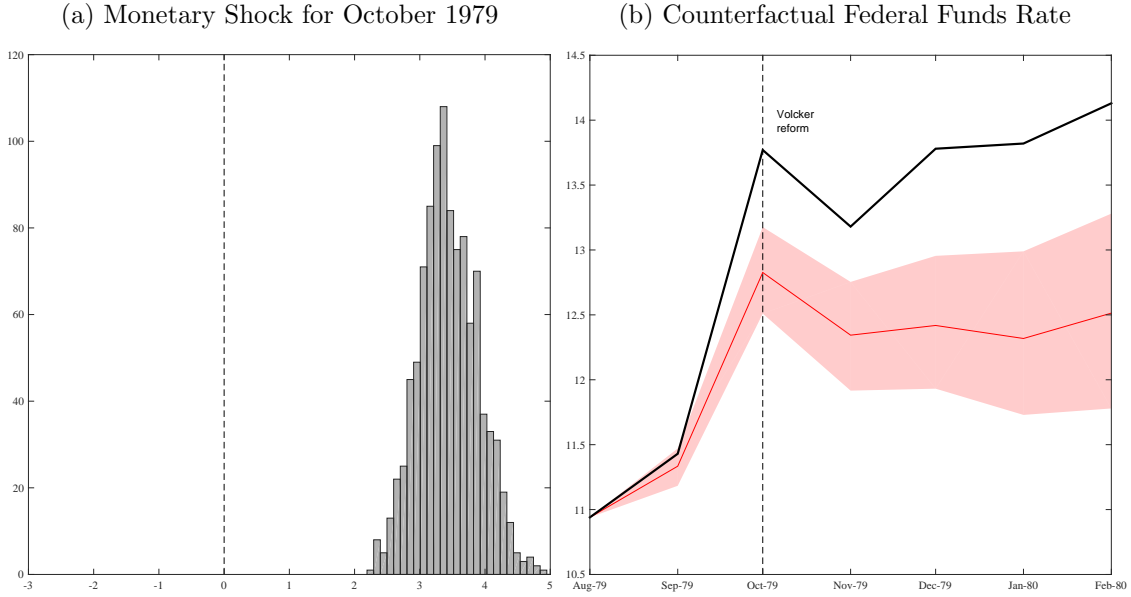 (a) Monetary Shock for October 1979
120
100
80
60
40
20
0
-3 -2 -1 0 1 2 3 4 5
(b) Counterfactual Federal Funds Rate
14.5
14
13.5
13
12.5
12
11.5
11
10.5
Volcker
reform
Aug-79 Sep-79 Oct-79 Nov-79 Dec-79 Jan-80 Feb-80